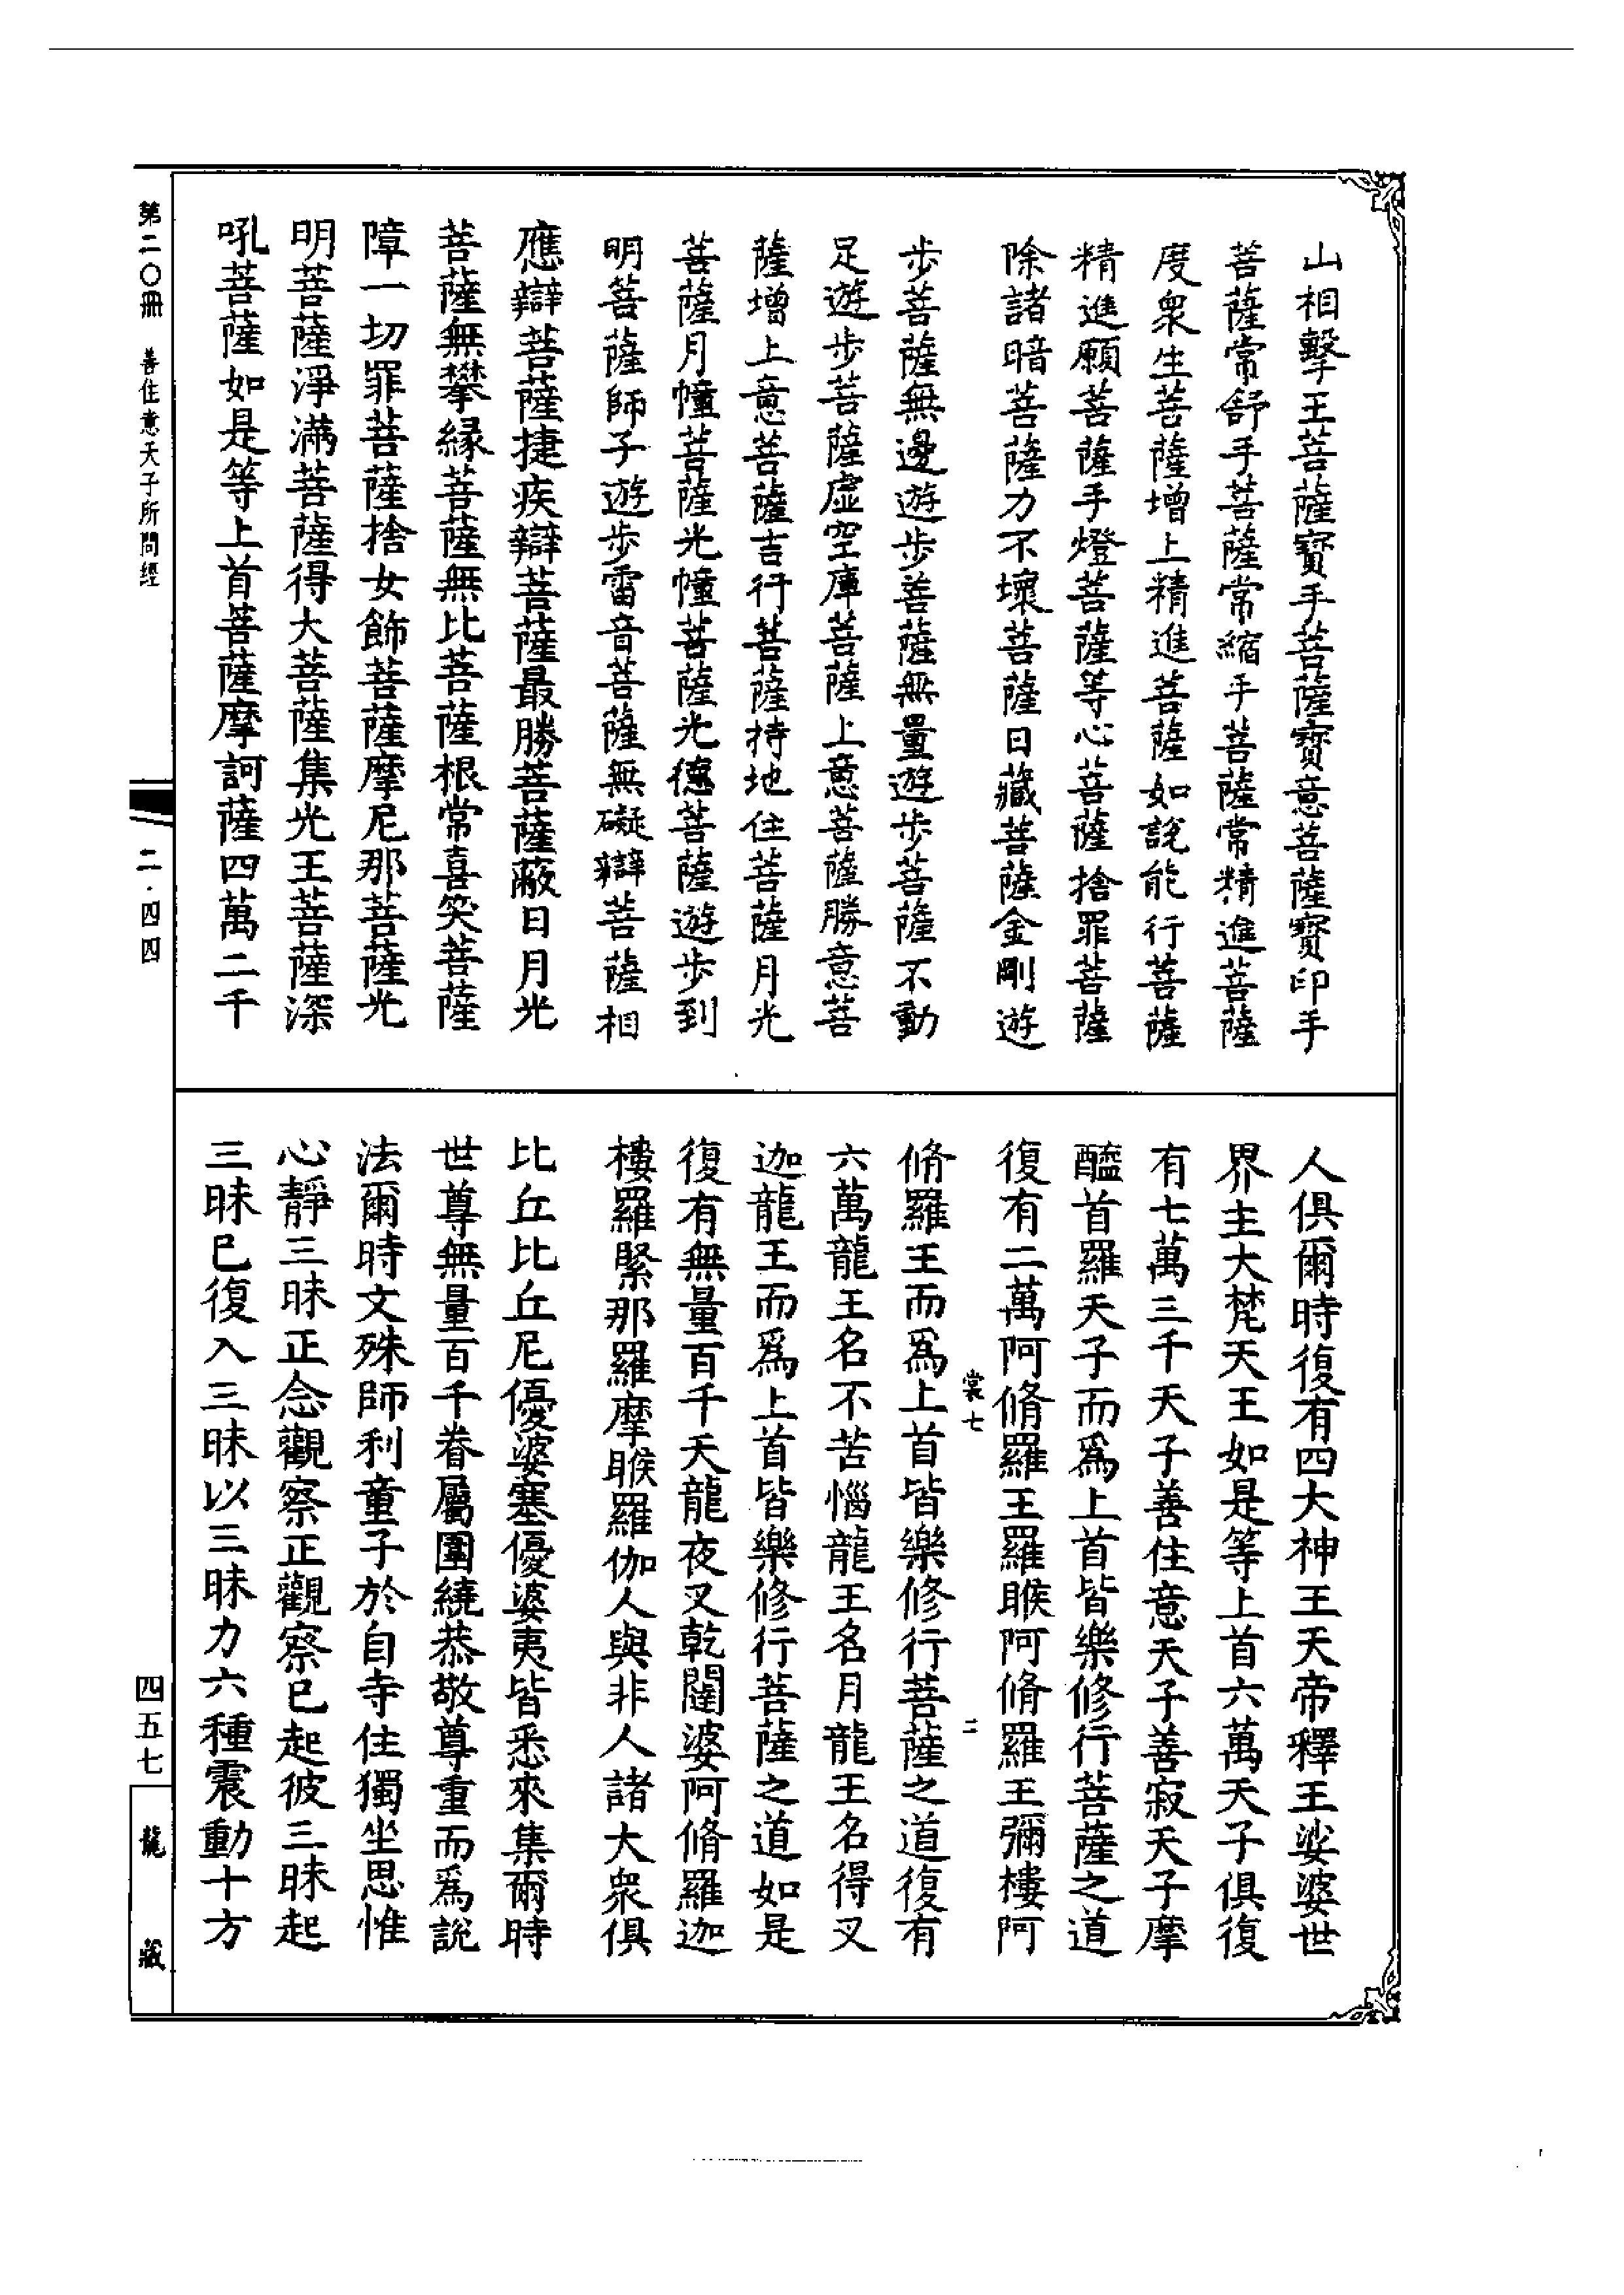 山相擊王菩薩寶手菩薩寶意菩薩寶印手
菩薩常舒手菩薩常縮手菩薩常精進菩薩
度衆生菩薩增上精進菩薩如說能行菩薩
精進願菩薩手燈菩薩等心菩薩捨罪菩薩
除諸暗菩薩力不壞菩薩日藏菩薩金剛遊
步菩薩無邊遊步菩薩無量遊步菩薩不動
足遊步菩薩虛空庫菩薩上意菩薩勝意菩
薩增上意菩薩吉行菩薩持地住菩薩月光
菩薩月幢菩薩光幢菩薩光德菩薩遊步到
明菩薩師子遊步雷音菩薩無礙辯菩薩相
應辯菩薩捷疾辯菩薩最勝菩薩蔽日月光
菩薩無攀緣菩薩無比菩薩根常喜笑菩薩
障一切罪菩薩捨女飾菩薩摩尼那菩薩光
明菩薩淨滿菩薩得大菩薩集光王菩薩深
吼菩薩如是等上首菩薩摩訶薩四萬二千
人俱爾時復有四大神王天帝釋王娑婆世
界主大梵天王如是等上首六萬天子俱復
有七萬三千天子善住意天子善寂天子摩
醯首羅天子而爲上首皆樂修行菩薩之道
復有二萬阿脩羅王羅睺阿脩羅王彌樓阿
裳七
二
脩羅王而爲上首皆樂修行菩薩之道復有
六萬龍王名不苦惱龍王名月龍王名得叉
迦龍王而爲上首皆樂修行菩薩之道如是
復有無量百千天龍夜叉乾闥婆阿脩羅迦
樓羅緊那羅摩睺羅伽人與非人諸大衆俱
比丘比丘尼優婆塞優婆夷皆悉來集爾時
世尊無量百千眷屬圍繞恭敬尊重而爲說
法爾時文殊師利童子於自寺住獨坐思惟
心靜三昧正念觀察正觀察已起彼三昧起
三昧已復入三昧以三昧力六種震動十方
第二〇冊 善住意天子所問經
二·四四
四五七
龍藏